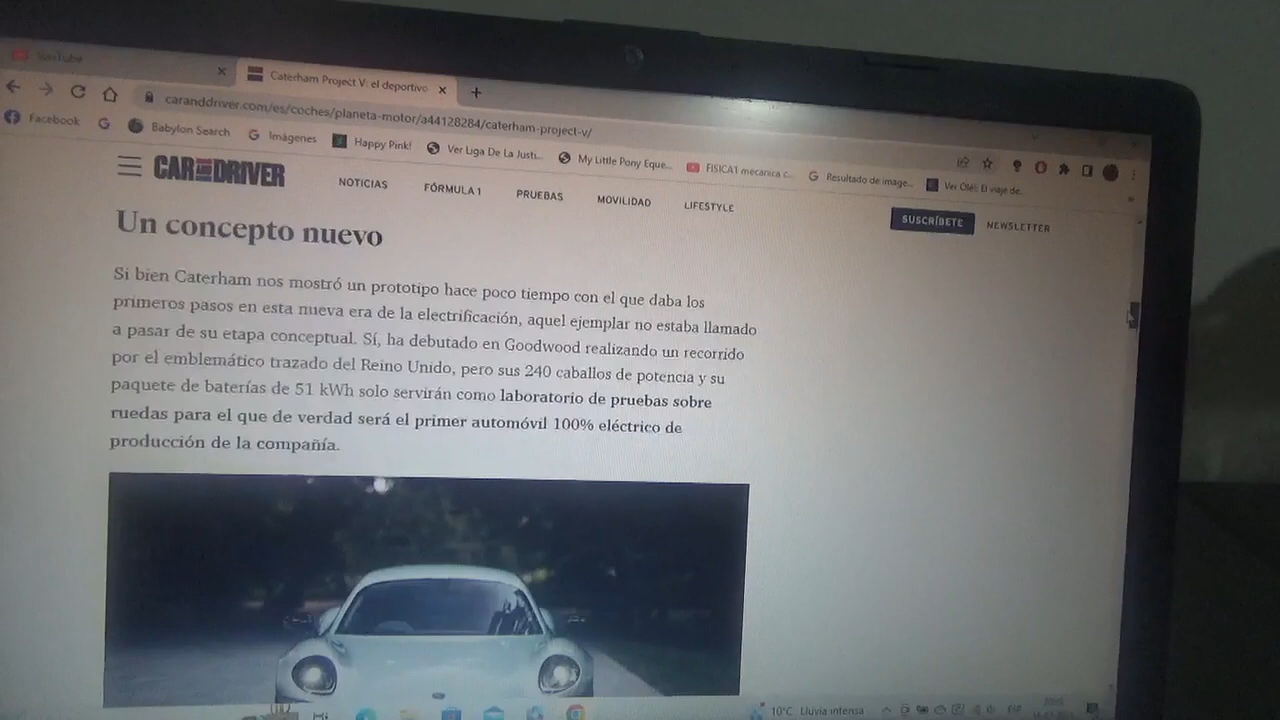 YouTube
Caterham Project V: el deportivo
caranddriver.com/es/coches/planeta-motor/a44128284/caterham-project-v/
Facebook
Babylon Search
Imágenes
Happy Pink!
Ver Liga De La Justi...
My Little Pony Eque...
FISICA1 mecanica c...
Resultado de image...
Ver Olé!: El viaje de...
CAR AND DRIVER
NOTICIAS
FÓRMULA 1
PRUEBAS
MOVILIDAD
LIFESTYLE
SUSCRÍBETE
NEWSLETTER
Un concepto nuevo
Si bien Caterham nos mostró un prototipo hace poco tiempo con el que daba los
primeros pasos en esta nueva era de la electrificación, aquel ejemplar no estaba llamado
a pasar de su etapa conceptual. Sí, ha debutado en Goodwood realizando un recorrido
por el emblemático trazado del Reino Unido, pero sus 240 caballos de potencia y su
paquete de baterías de 51 kWh solo servirán como laboratorio de pruebas sobre
ruedas para el que de verdad será el primer automóvil 100% eléctrico de
producción de la compañía.
10°C Lluvia intensa
ESP